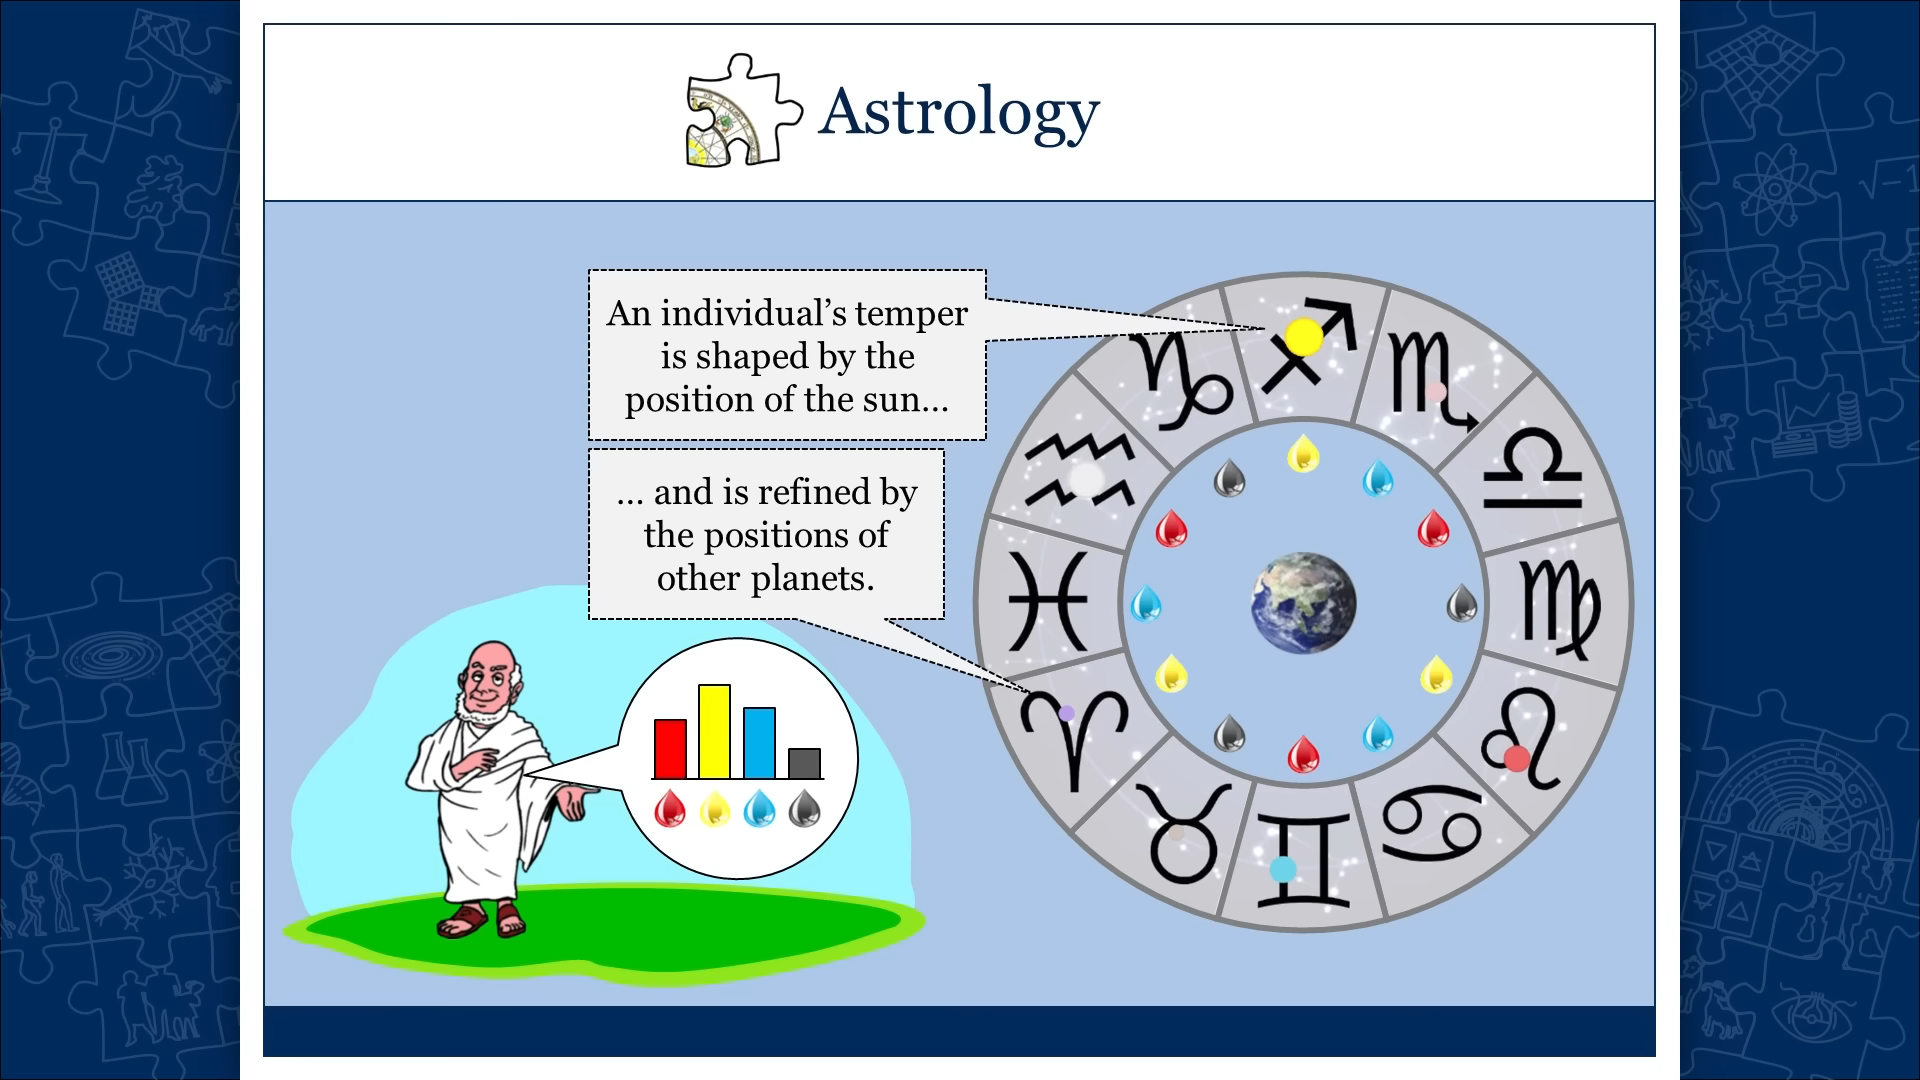 Astrology
An individual’s temper
is shaped by the
position of the sun…
… and is refined by
the positions of
other planets.